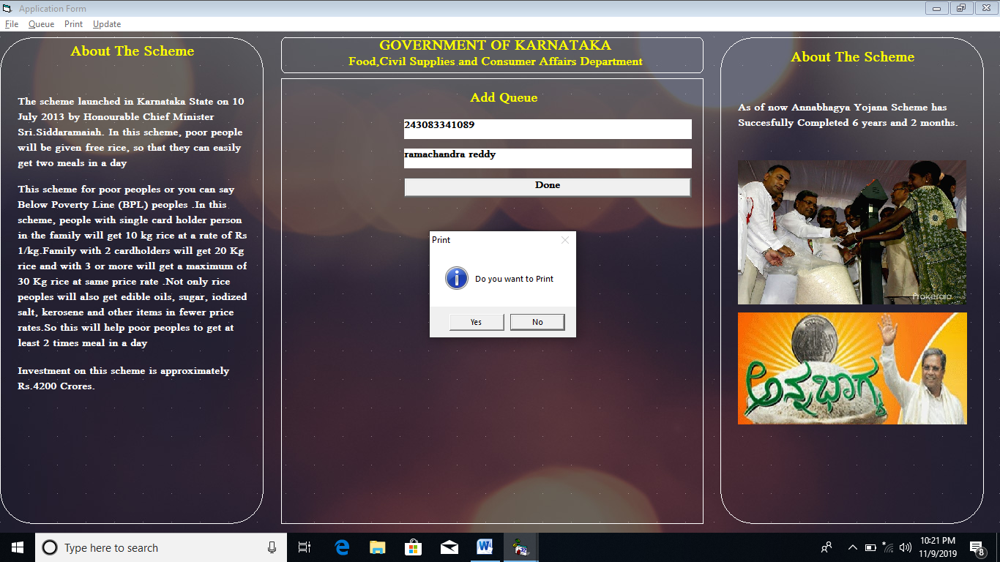 Application Form
File Queue Print Update
About The Scheme
The scheme launched in Karnataka State on 10
July 2013 by Honourable Chief Minister
Sri.Siddaramaiah. In this scheme, poor people
will be given free rice, so that they can easily
get two meals in a day
This scheme for poor peoples or you can say
Below Poverty Line (BPL) peoples .In this
scheme, people with single card holder person
in the family will get 10 kg rice at a rate of Rs
1/kg.Family with 2 cardholders will get 20 Kg
rice and with 3 or more will get a maximum of
30 Kg rice at same price rate .Not only rice
peoples will also get edible oils, sugar, iodized
salt, kerosene and other items in fewer price
rates.So this will help poor peoples to get at
least 2 times meal in a day
Investment on this scheme is approximately
Rs.4200 Crores.
GOVERNMENT OF KARNATAKA
Food,Civil Supplies and Consumer Affairs Department
Add Queue
243083341089
ramachandra reddy
Done
Print
Do you want to Print
Yes No
About The Scheme
As of now Annabhagya Yojana Scheme has
Succesfully Completed 6 years and 2 months.
Prokerala
ಅನ್ನಭಾಗ್ಯ
Type here to search
10:21 PM
11/9/2019
8